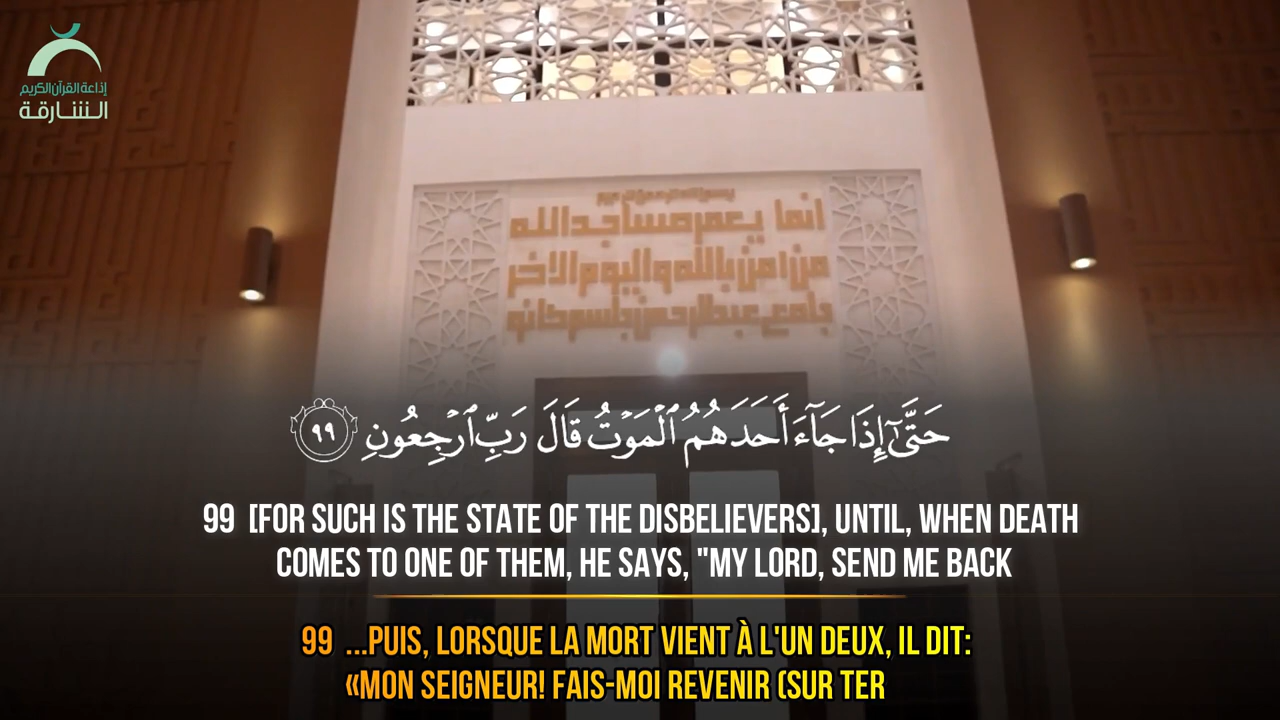 إذاعة القرآن الكريم
الشارقة
انما يعمر مساجد الله
من امن بالله واليوم الاخر
حَتَّىٰٓ إِذَا جَآءَ أَحَدَهُمُ ٱلْمَوْتُ قَالَ رَبِّ ٱرْجِعُونِ ٩٩
99 [FOR SUCH IS THE STATE OF THE DISBELIEVERS], UNTIL, WHEN DEATH
COMES TO ONE OF THEM, HE SAYS, "MY LORD, SEND ME BACK
99 ...PUIS, LORSQUE LA MORT VIENT À L'UN DEUX, IL DIT:
«MON SEIGNEUR! FAIS-MOI REVENIR (SUR TER